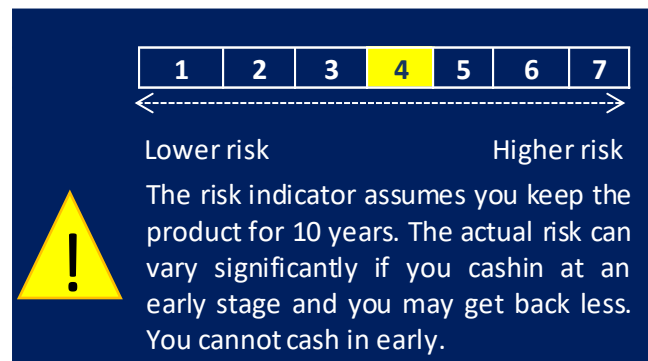 1 2 3 4 5 6 7
Lower risk Higher risk
The risk indicator assumes you keep the
product for 10 years. The actual risk can
vary significantly if you cashin at an
early stage and you may get back less.
You cannot cash in early.
!